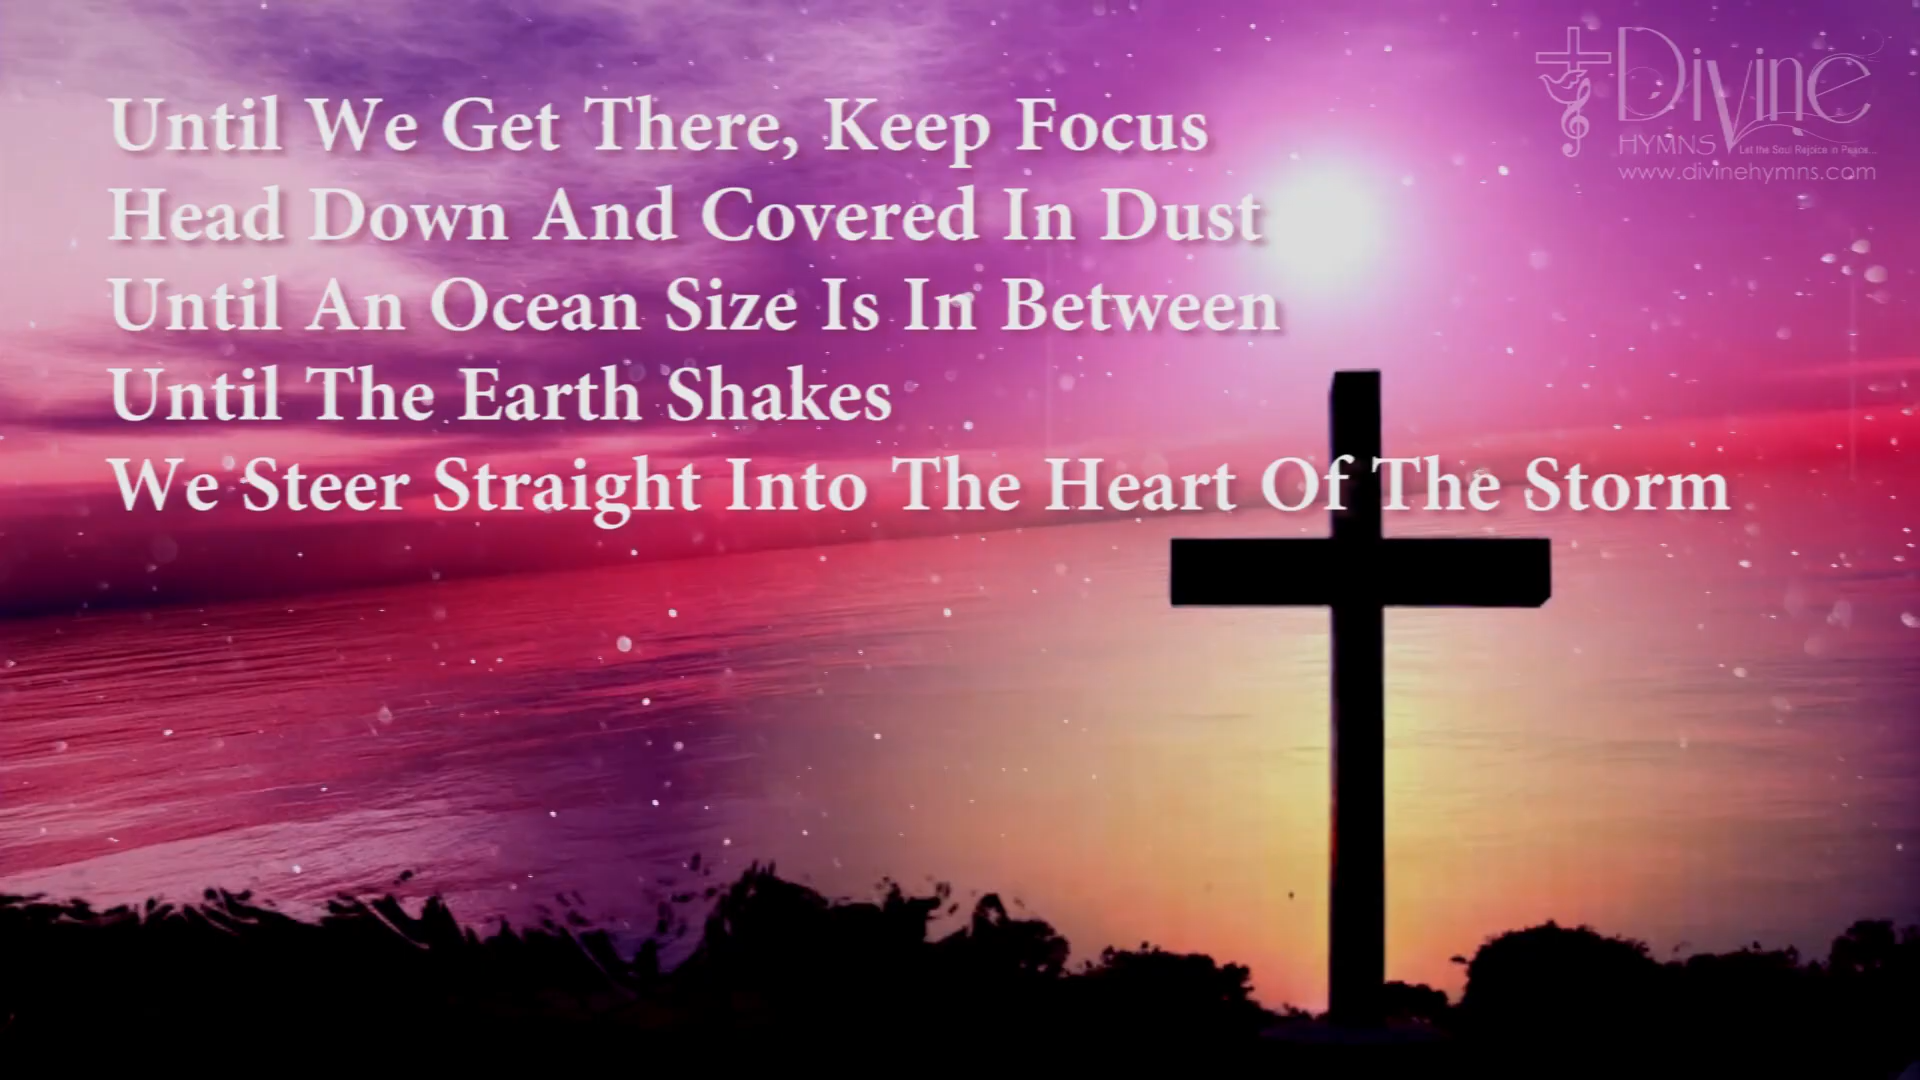 Until We Get There, Keep Focus
Head Down And Covered In Dust
Until An Ocean Size Is In Between
Until The Earth Shakes
We Steer Straight Into The Heart Of The Storm
Divine
HYMNS
Let the Soul Rejoice in Peace...
www.divinehymns.com